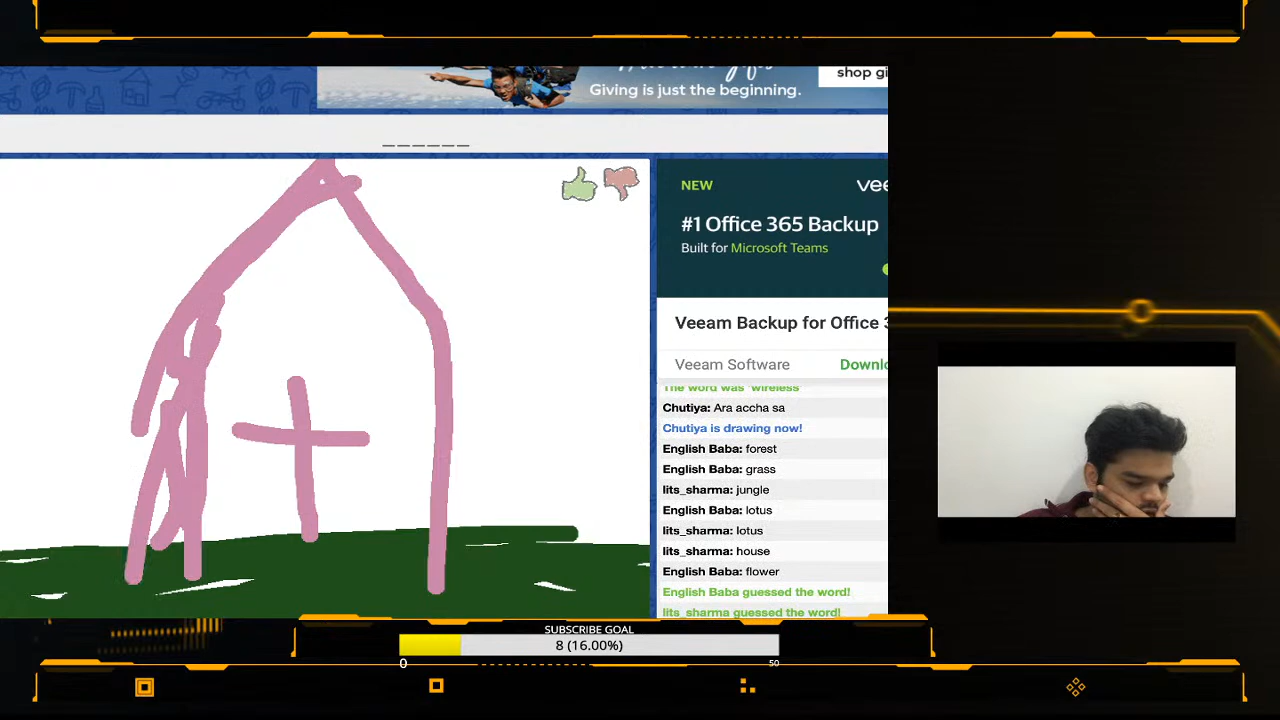 Giving is just the beginning.
shop gi
______
NEW
vee
#1 Office 365 Backup
Built for Microsoft Teams
Veeam Backup for Office 3
Veeam Software
Downlo
The word was 'wireless'
Chutiya: Ara accha sa
Chutiya is drawing now!
English Baba: forest
English Baba: grass
lits_sharma: jungle
English Baba: lotus
lits_sharma: lotus
lits_sharma: house
English Baba: flower
English Baba guessed the word!
lits_sharma guessed the word!
SUBSCRIBE GOAL
8 (16.00%)
0
50